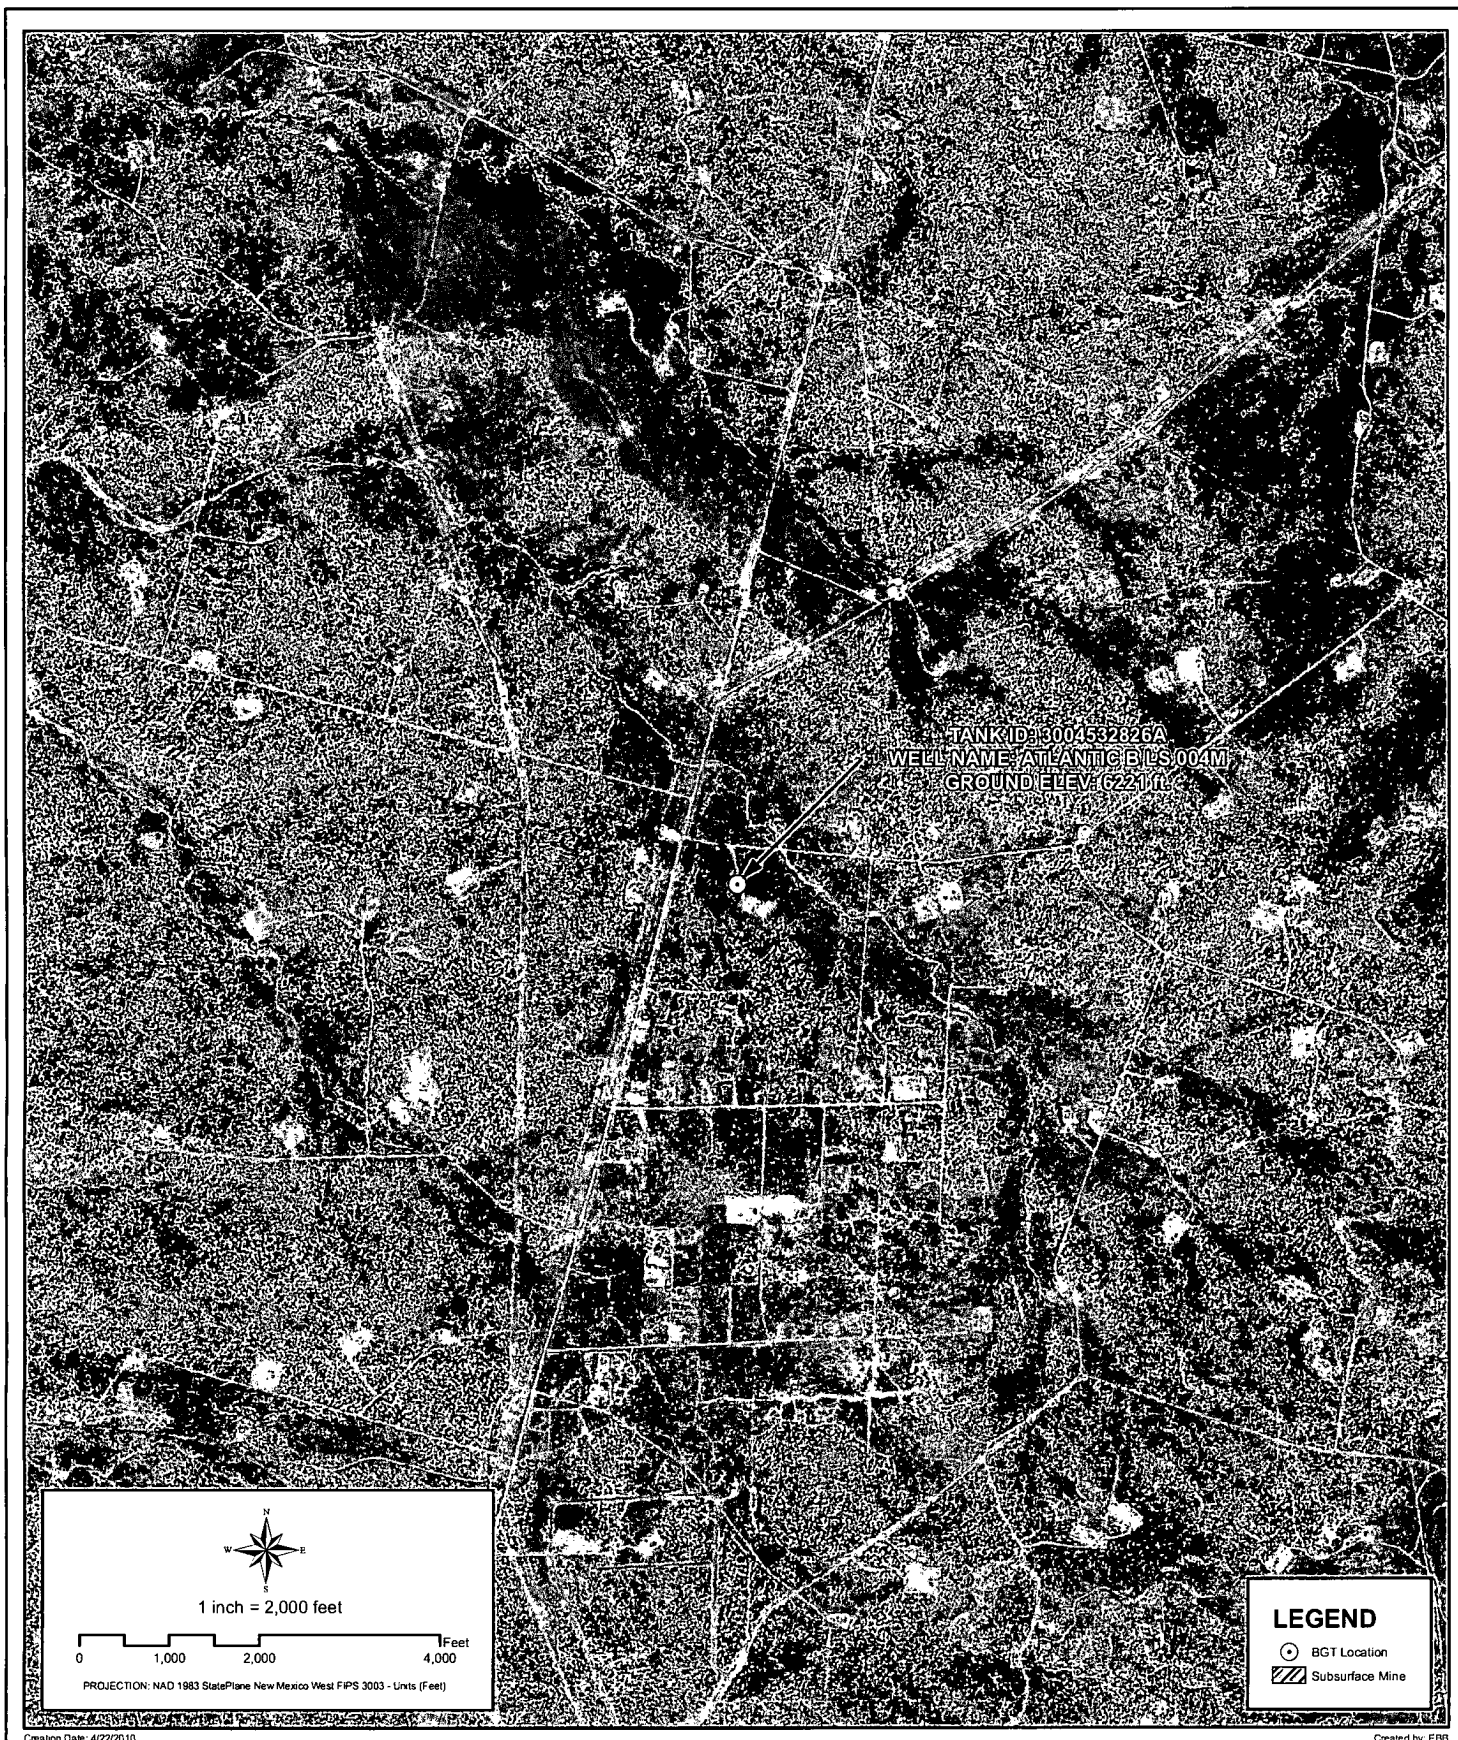 TANK ID: 3004532826A
WELL NAME: ATLANTIC B LS 004M
GROUND ELEV: 6221 ft.
N
W E
S
1 inch = 2,000 feet
Feet
0 1,000 2,000 4,000
PROJECTION: NAD 1983 StatePlane New Mexico West FIPS 3003 - Units (Feet)
LEGEND
BGT Location
Subsurface Mine
Creation Date: 4/22/2010
Created by: EBB